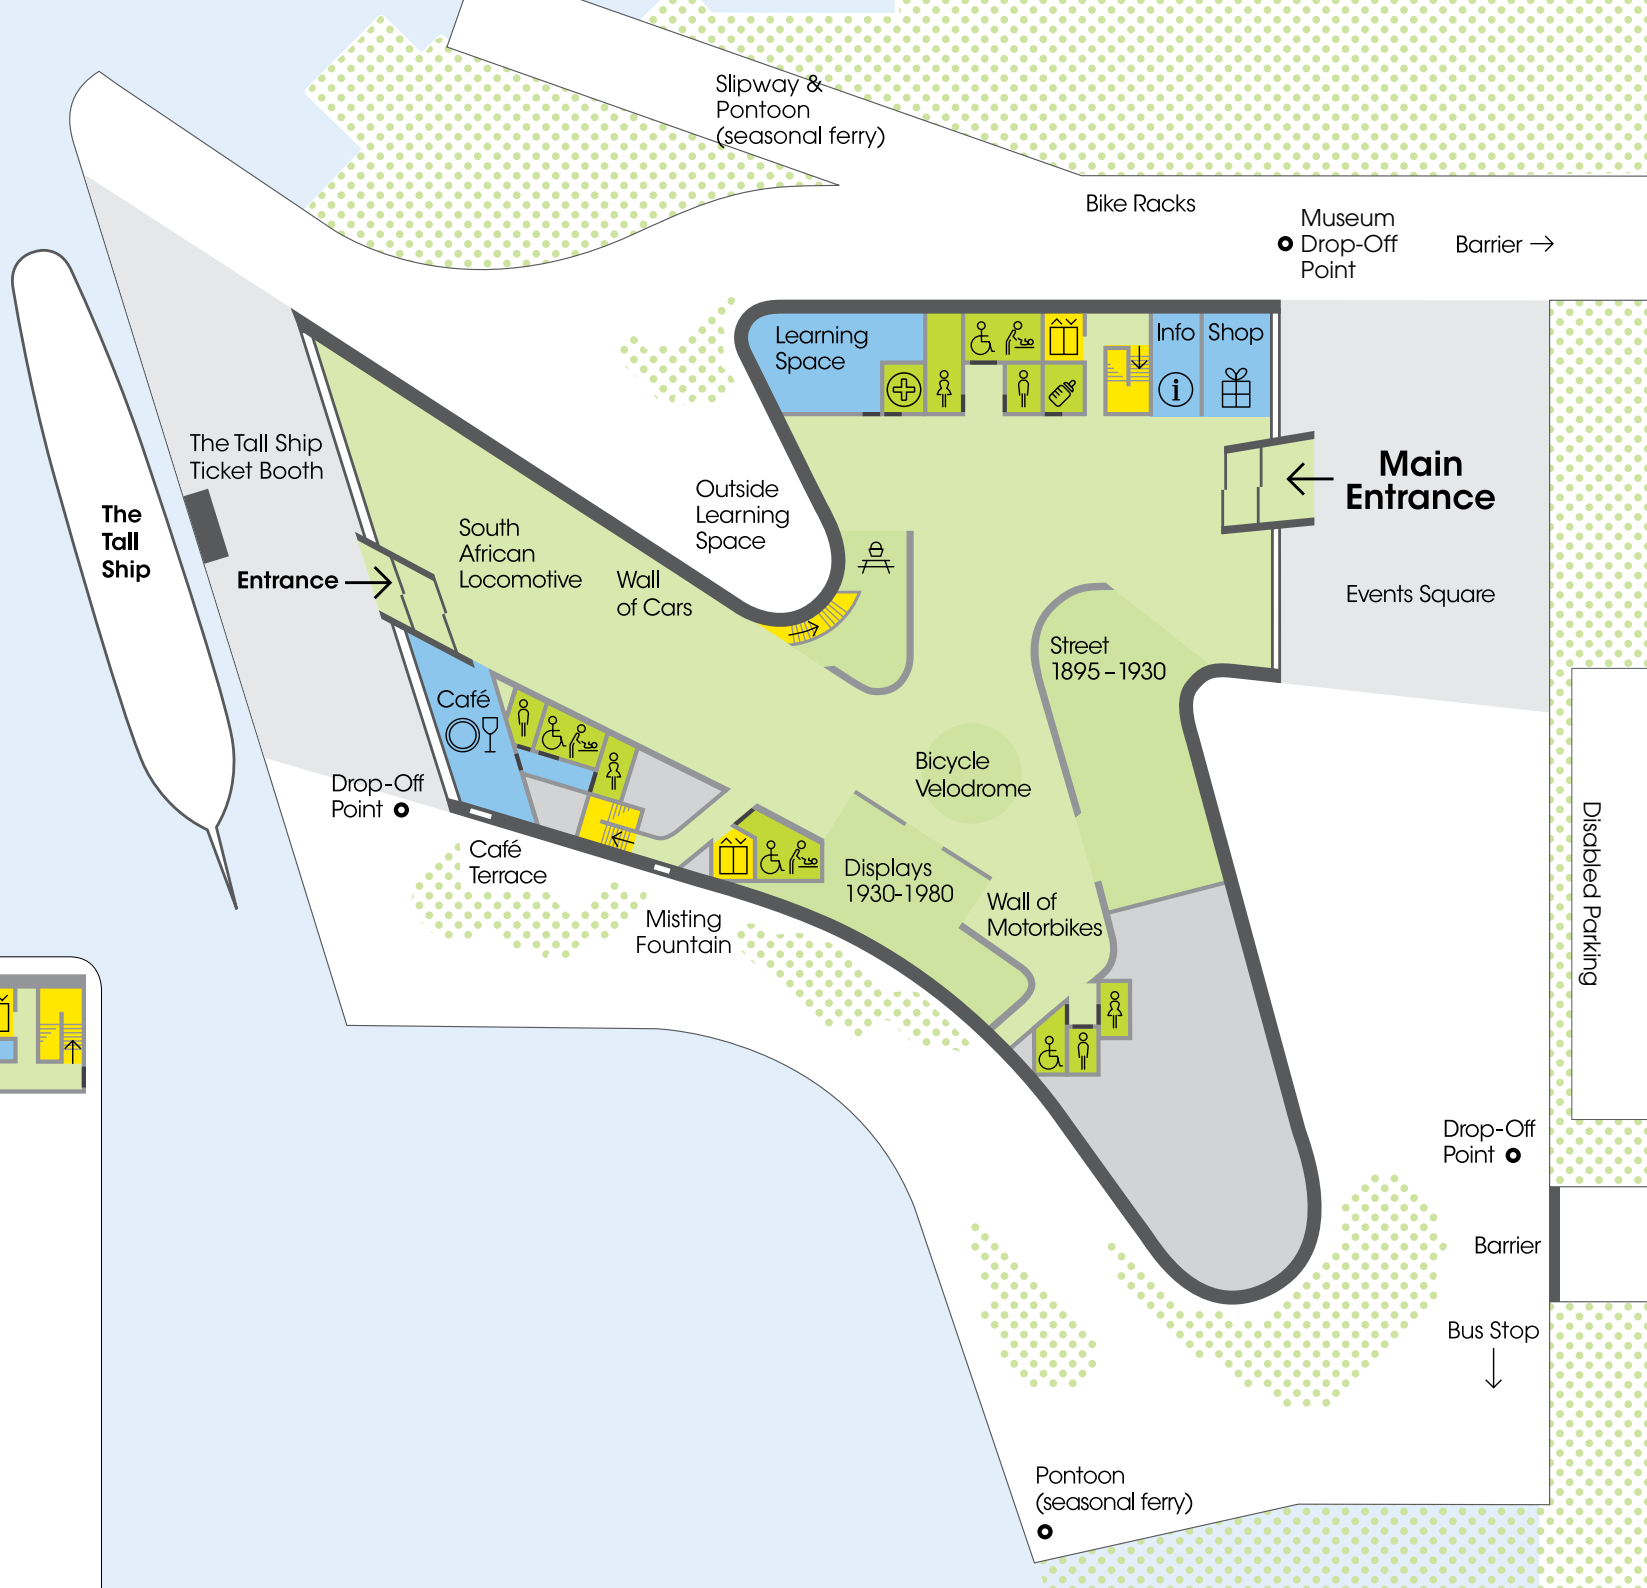 Slipway &
Pontoon
(seasonal ferry)
Bike Racks
Museum
Drop-Off
Point
Barrier
Learning
Space
Info
Shop
i
The Tall Ship
Ticket Booth
Main
Entrance
Outside
Learning
Space
The
Tall
Ship
South
African
Locomotive
Entrance
Wall
of Cars
Events Square
Street
1895–1930
Café
Bicycle
Velodrome
Drop-Off
Point
Café
Terrace
Displays
1930-1980
Wall of
Motorbikes
Misting
Fountain
Disabled Parking
Drop-Off
Point
Barrier
Bus Stop
Pontoon
(seasonal ferry)